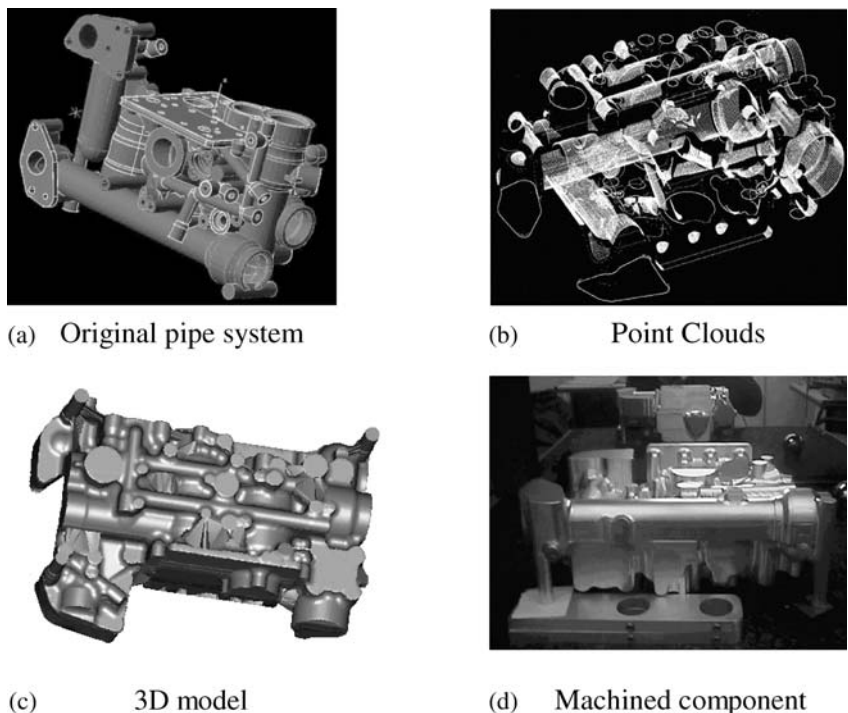 (a) Original pipe system
(b) Point Clouds
(c) 3D model
(d) Machined component